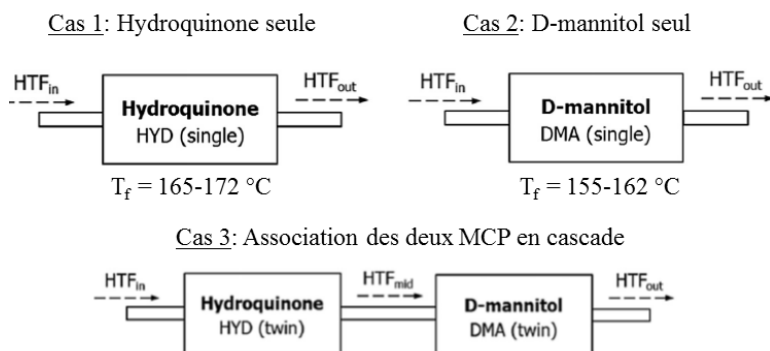 Cas 1: Hydroquinone seule
Cas 2: D-mannitol seul
HTFin
HTFout
Hydroquinone
HYD (single)
HTFin
HTFout
D-mannitol
DMA (single)
Tf = 165-172 °C
Tf = 155-162 °C
Cas 3: Association des deux MCP en cascade
HTFin
HTFmid
HTFout
Hydroquinone
HYD (twin)
D-mannitol
DMA (twin)